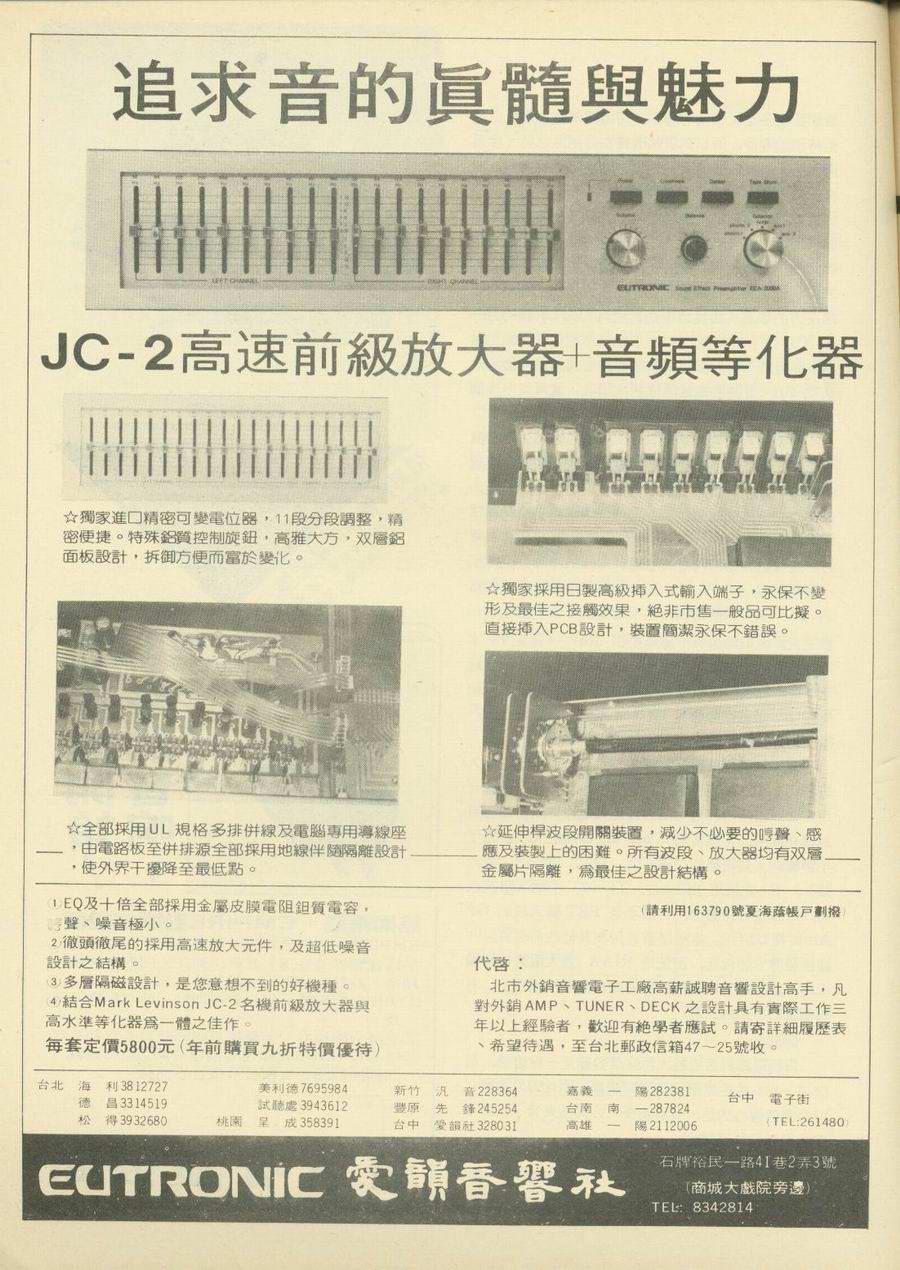 追求音的眞髓與魅力
LEFT CHANNEL
RIGHT CHANNEL
Power
Loudness
Defeat
Tape Moni.
Volume
Balance
Selector
tuner
phono 2
aux 1
phono 1
aux 2
EUTRONIC Sound Effect Preamplifier EEA-2000A
JC-2高速前級放大器+音頻等化器
☆獨家進口精密可變電位器，11段分段調整，精
密便捷。特殊鋁質控制旋鈕，高雅大方，双層鋁
面板設計，拆御方便而富於變化。
☆獨家採用日製高級揷入式輸入端子，永保不變
形及最佳之接觸效果，絕非市售一般品可比擬。
直接揷入PCB設計，裝置簡潔永保不錯誤。
☆全部採用UL 規格多排併線及電腦專用導線座
，由電路板至併排源全部採用地線伴隨隔離設計
，使外界干擾降至最低點。
☆延伸桿波段開關裝置，減少不必要的哼聲、感
應及裝製上的困難。所有波段、放大器均有双層
金屬片隔離，爲最佳之設計結構。
1)EQ及十倍全部採用金屬皮膜電阻鉭質電容，
哼聲、噪音極小。
2)徹頭徹尾的採用高速放大元件，及超低噪音
設計之結構。
③多層隔磁設計，是您意想不到的好機種。
④結合Mark Levinson JC-2名機前級放大器與
高水準等化器爲一體之佳作。
每套定價5800元(年前購買九折特價優待)
(請利用163790號夏海蔭帳戶劃撥)
代啓：
北市外銷音響電子工廠高薪誠聘音響設計高手，凡
對外銷AMP、TUNER、DECK之設計具有實際工作三
年以上經驗者，歡迎有絕學者應試。請寄詳細履歷表
、希望待遇，至台北郵政信箱47～25號收。
台北 海 利3812727
德 昌3314519
松 得3932680
美利德7695984
試聽處3943612
桃園 呈 成358391
新竹 汎 音228364
豐原 先 鋒245254
台中 愛韻社328031
嘉義 一 陽282381
台南 南 一287824
高雄 一 陽2112006
台中 電子街
(TEL:261480)
EUTRONIC 愛韻音響社
石牌裕民一路41巷2弄3號
(商城大戲院旁邊)
TEL: 8342814